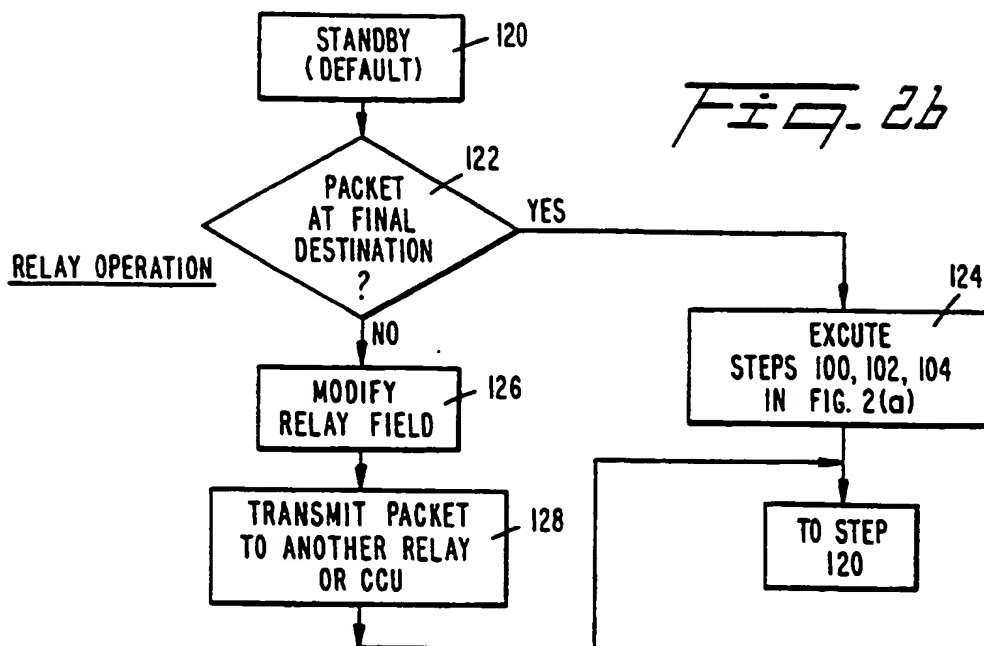 STANDBY
(DEFAULT)
120
Fig. 2b
122
PACKET
AT FINAL
DESTINATION
?
YES
RELAY OPERATION
NO
124
EXCUTE
STEPS 100, 102, 104
IN FIG. 2(a)
MODIFY
RELAY FIELD
126
TRANSMIT PACKET
TO ANOTHER RELAY
OR CCU
128
TO STEP
120